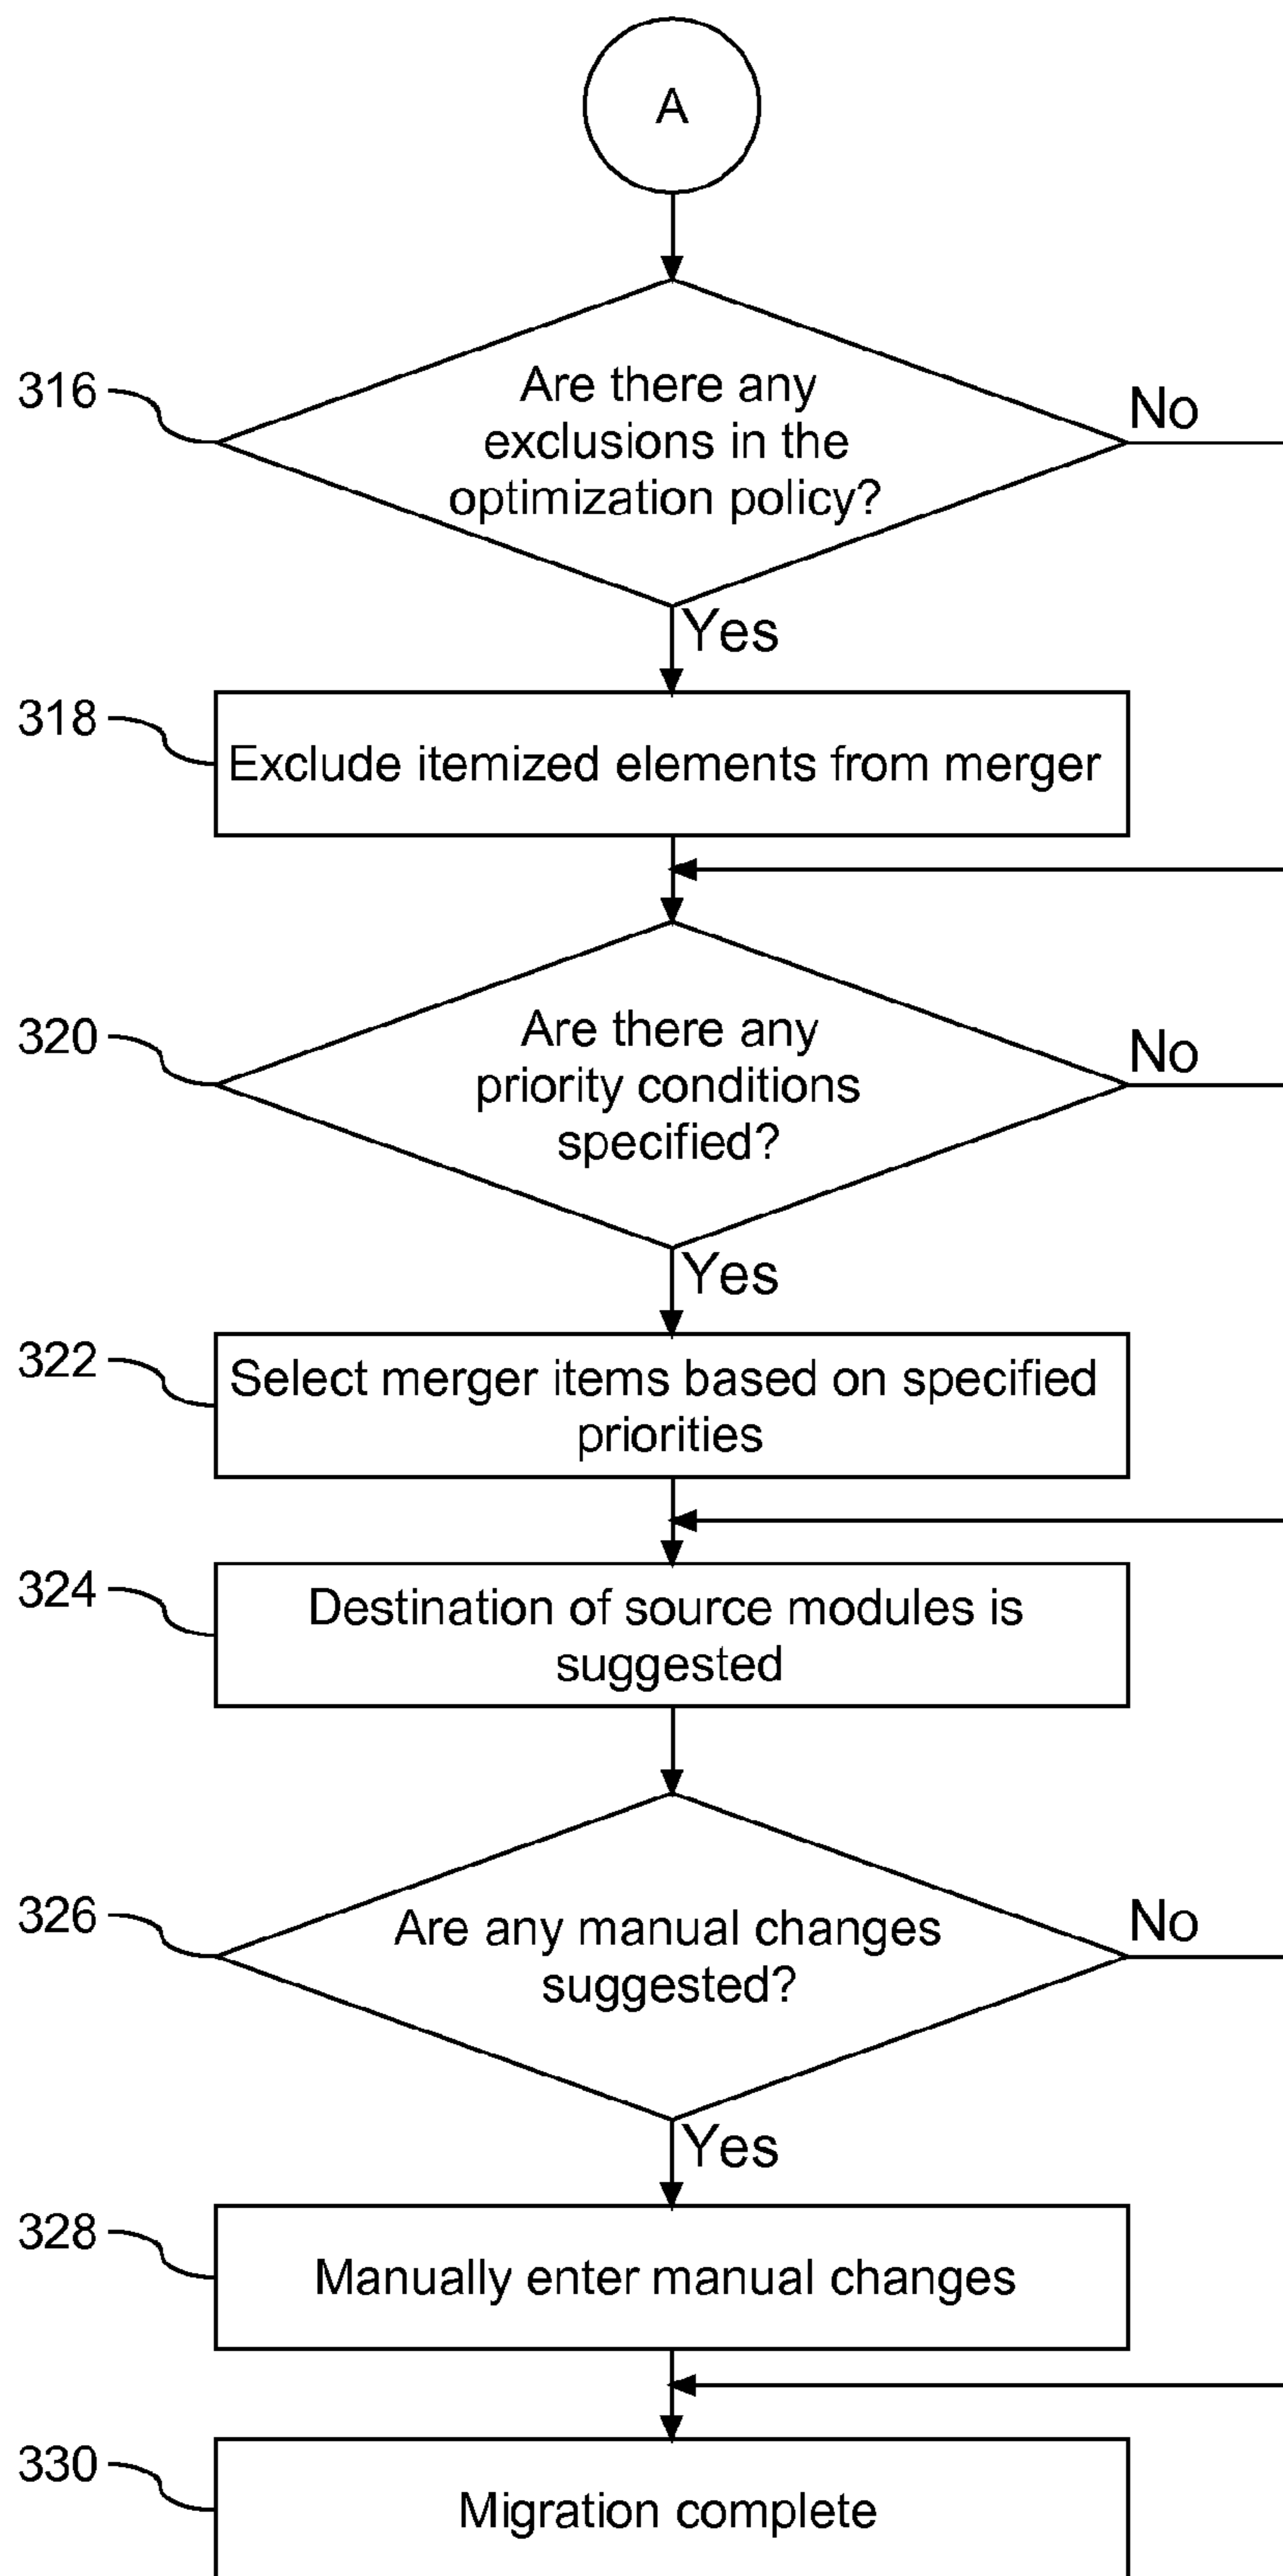 A
316
Are there any
exclusions in the
optimization policy?
No
Yes
318
Exclude itemized elements from merger
320
Are there any
priority conditions
specified?
No
Yes
322
Select merger items based on specified
priorities
324
Destination of source modules is
suggested
326
Are any manual changes
suggested?
No
Yes
328
Manually enter manual changes
330
Migration complete